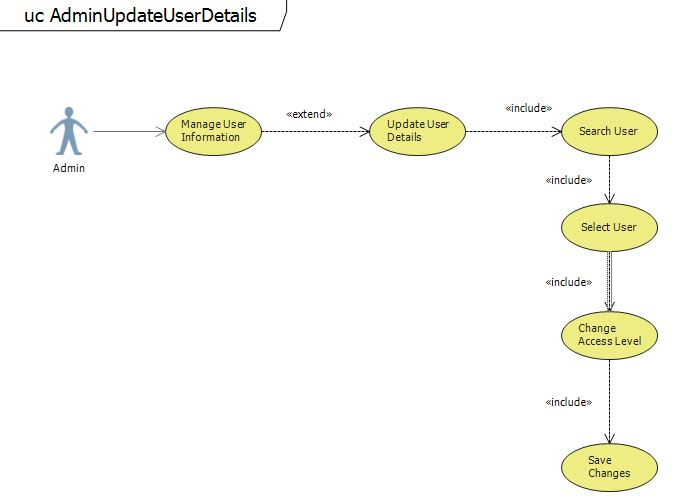 uc AdminUpdateUserDetails
Admin
Manage User
Information
«extend»
Update User
Details
«include»
Search User
«include»
Select User
«include»
Change
Access Level
«include»
Save
Changes